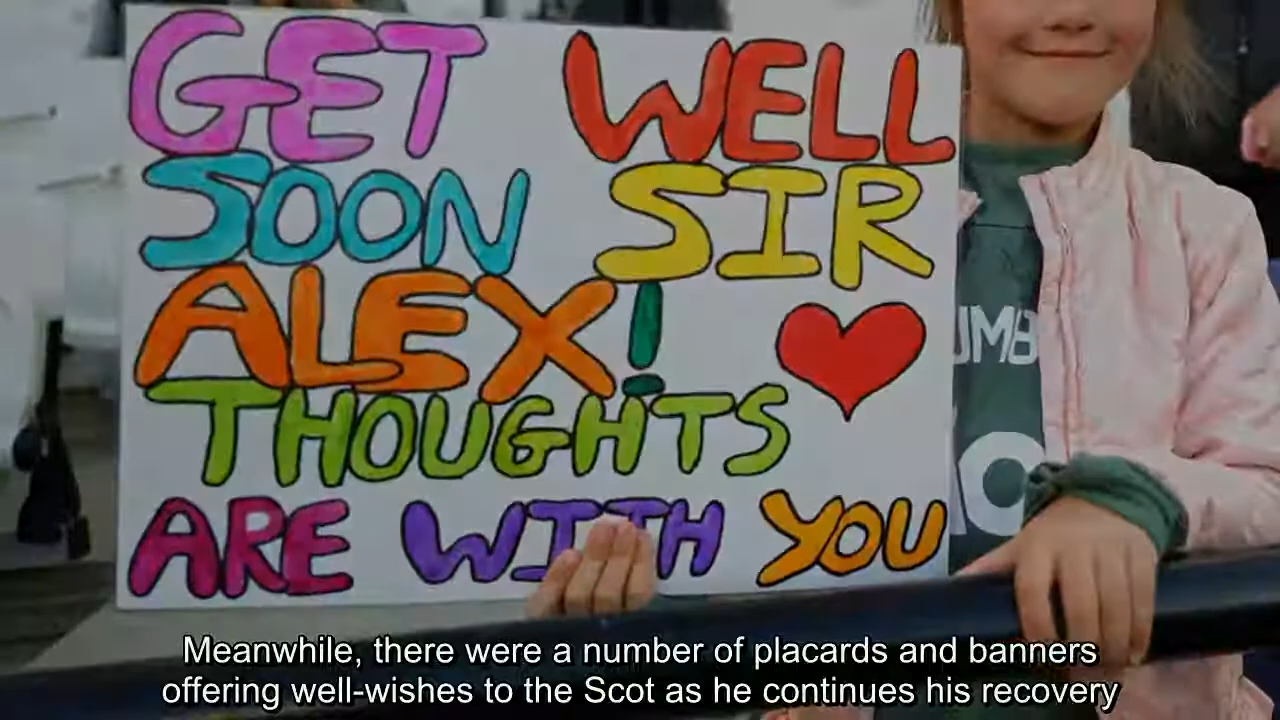 GET WELL
SOON SIR
ALEX!
THOUGHTS
ARE WITH YOU
UMB
Meanwhile, there were a number of placards and banners
offering well-wishes to the Scot as he continues his recovery